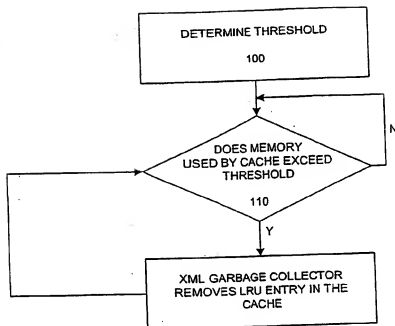 DETERMINE THRESHOLD
100
N
DOES MEMORY
USED BY CACHE EXCEED
THRESHOLD
110
Y
XML GARBAGE COLLECTOR
REMOVES LRU ENTRY IN THE
CACHE